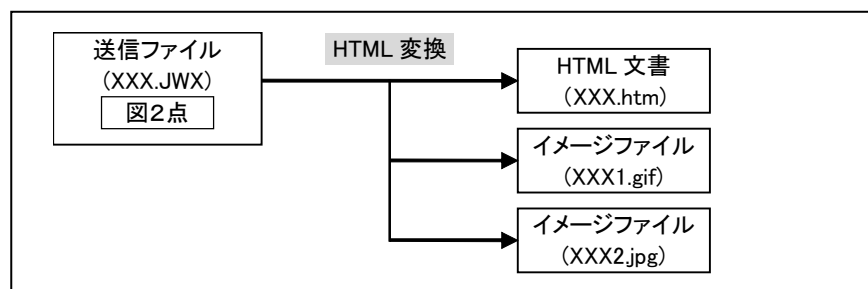 送信ファイル
(XXX.JWX)
図2点
HTML 変換
HTML 文書
(XXX.htm)
イメージファイル
(XXX1.gif)
イメージファイル
(XXX2.jpg)